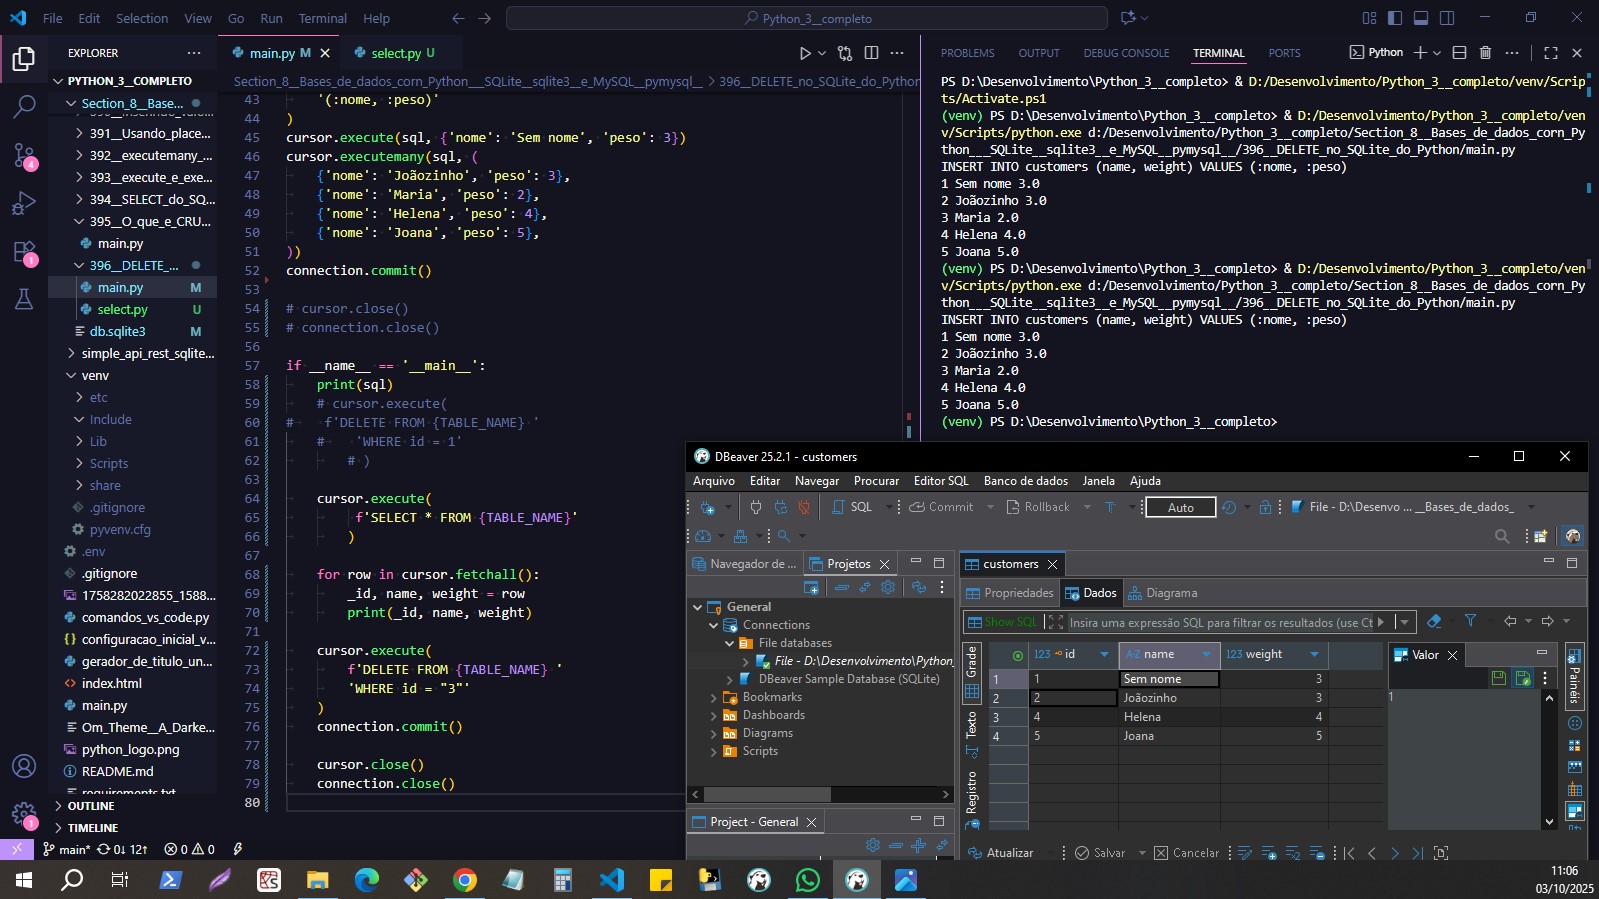 File Edit Selection View Go Run Terminal Help
Python_3__completo
EXPLORER
PYTHON_3__COMPLETO
Section_8__Base...
391__Usando_place...
392__executemany_...
393__execute_e_exe...
394__SELECT_do_SQ...
395__O_que_e_CRU...
main.py
396__DELETE_...
main.py M
select.py U
db.sqlite3 M
simple_api_rest_sqlite...
venv
etc
Include
Lib
Scripts
share
.gitignore
pyvenv.cfg
.env
.gitignore
1758282022855_1588...
comandos_vs_code.py
configuracao_inicial_v...
gerador_de_titulo_un...
index.html
main.py
Om_Theme__A_Darke...
python_logo.png
README.md
requirements.txt
OUTLINE
TIMELINE
main* 0↓ 12↑ 0 0
4
1
1
main.py M
select.py U
Section_8__Bases_de_dados_com_Python___SQLite__sqlite3__e_MySQL__pymysql__ > 396__DELETE_no_SQLite_do_Python
43 '(:nome, :peso)'
44 )
45 cursor.execute(sql, {'nome': 'Sem nome', 'peso': 3})
46 cursor.executemany(sql, (
47 {'nome': 'Joãozinho', 'peso': 3},
48 {'nome': 'Maria', 'peso': 2},
49 {'nome': 'Helena', 'peso': 4},
50 {'nome': 'Joana', 'peso': 5},
51 ))
52 connection.commit()
53
54 # cursor.close()
55 # connection.close()
56
57 if __name__ == '__main__':
58 print(sql)
59 # cursor.execute(
60 # f'DELETE FROM {TABLE_NAME} '
61 # 'WHERE id = 1'
62 # )
63
64 cursor.execute(
65 f'SELECT * FROM {TABLE_NAME}'
66 )
67
68 for row in cursor.fetchall():
69 _id, name, weight = row
70 print(_id, name, weight)
71
72 cursor.execute(
73 f'DELETE FROM {TABLE_NAME} '
74 'WHERE id = "3"'
75 )
76 connection.commit()
77
78 cursor.close()
79 connection.close()
80
PROBLEMS OUTPUT DEBUG CONSOLE TERMINAL PORTS
Python
PS D:\Desenvolvimento\Python_3__completo> & D:/Desenvolvimento/Python_3__completo/venv/Scrip
ts/Activate.ps1
(venv) PS D:\Desenvolvimento\Python_3__completo> & D:/Desenvolvimento/Python_3__completo/ven
v/Scripts/python.exe d:/Desenvolvimento/Python_3__completo/Section_8__Bases_de_dados_com_Py
thon___SQLite__sqlite3__e_MySQL__pymysql__/396__DELETE_no_SQLite_do_Python/main.py
INSERT INTO customers (name, weight) VALUES (:nome, :peso)
1 Sem nome 3.0
2 Joãozinho 3.0
3 Maria 2.0
4 Helena 4.0
5 Joana 5.0
(venv) PS D:\Desenvolvimento\Python_3__completo> & D:/Desenvolvimento/Python_3__completo/ven
v/Scripts/python.exe d:/Desenvolvimento/Python_3__completo/Section_8__Bases_de_dados_com_Py
thon___SQLite__sqlite3__e_MySQL__pymysql__/396__DELETE_no_SQLite_do_Python/main.py
INSERT INTO customers (name, weight) VALUES (:nome, :peso)
1 Sem nome 3.0
2 Joãozinho 3.0
3 Maria 2.0
4 Helena 4.0
5 Joana 5.0
(venv) PS D:\Desenvolvimento\Python_3__completo>
DBeaver 25.2.1 - customers
Arquivo Editar Navegar Procurar Editor SQL Banco de dados Janela Ajuda
SQL Commit Rollback T Auto File - D:\Desenvo ... __Bases_de_dados_
Navegador de ...
Projetos
General
Connections
File databases
File - D:\Desenvolvimento\Python_
DBeaver Sample Database (SQLite)
Bookmarks
Dashboards
Diagrams
Scripts
Project - General
customers
Propriedades Dados Diagrama
Show SQL Insira uma expressão SQL para filtrar os resultados (use Ct
Grade
Texto
Registro
123 id AZ name 123 weight
1 1 Sem nome 3
2 2 Joãozinho 3
3 4 Helena 4
4 5 Joana 5
Valor
1
Painéis
Atualizar Salvar Cancelar
11:06
03/10/2025